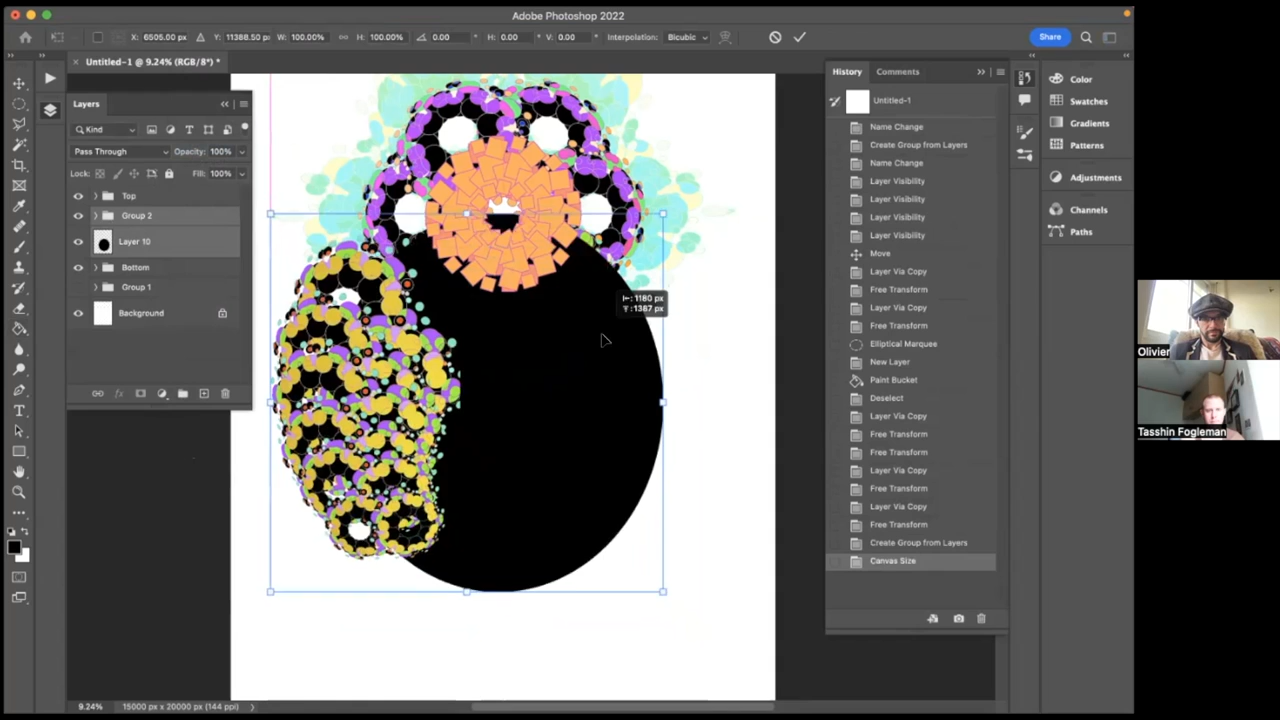 Adobe Photoshop 2022
X: 6505.00 px Y: 11388.50 px W: 100.00% H: 100.00% 0.00 ° H: 0.00 ° V: 0.00 ° Interpolation: Bicubic Share
Untitled-1 @ 9.24% (RGB/8*) *
Layers
Kind
Pass Through Opacity: 100%
Lock: Fill: 100%
Top
Group 2
Layer 10
Bottom
Group 1
Background
1180 px
1387 px
History Comments
Untitled-1
Name Change
Create Group from Layers
Name Change
Layer Visibility
Layer Visibility
Layer Visibility
Layer Visibility
Move
Layer Via Copy
Free Transform
Layer Via Copy
Free Transform
Elliptical Marquee
New Layer
Paint Bucket
Deselect
Layer Via Copy
Free Transform
Free Transform
Layer Via Copy
Free Transform
Layer Via Copy
Free Transform
Create Group from Layers
Canvas Size
Color
Swatches
Gradients
Patterns
Adjustments
Channels
Paths
Olivier
Tasshin Fogleman
9.24% 15000 px x 20000 px (144 ppi)